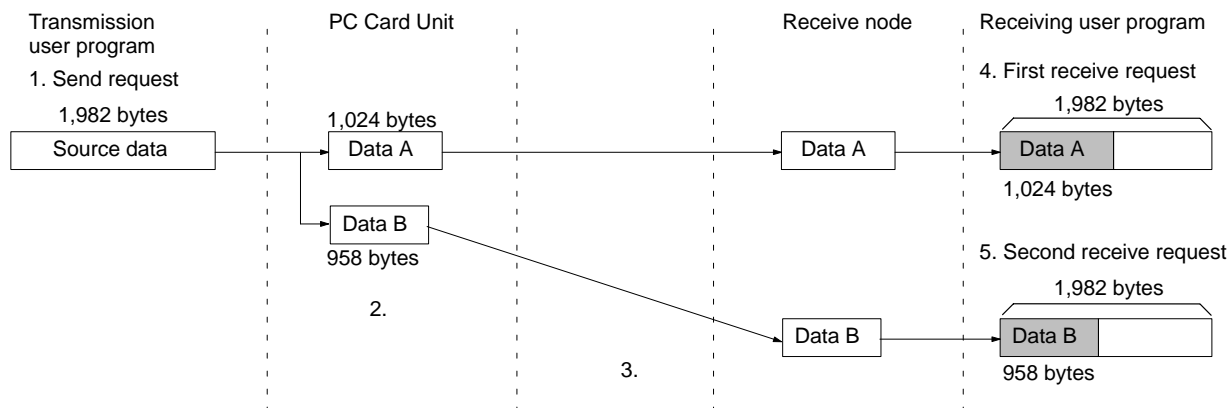 Transmission
user program
PC Card Unit
Receive node
Receiving user program
1. Send request
4. First receive request
1,982 bytes
1,024 bytes
1,982 bytes
Source data
Data A
Data A
Data A
1,024 bytes
Data B
958 bytes
5. Second receive request
1,982 bytes
2.
Data B
Data B
3.
958 bytes